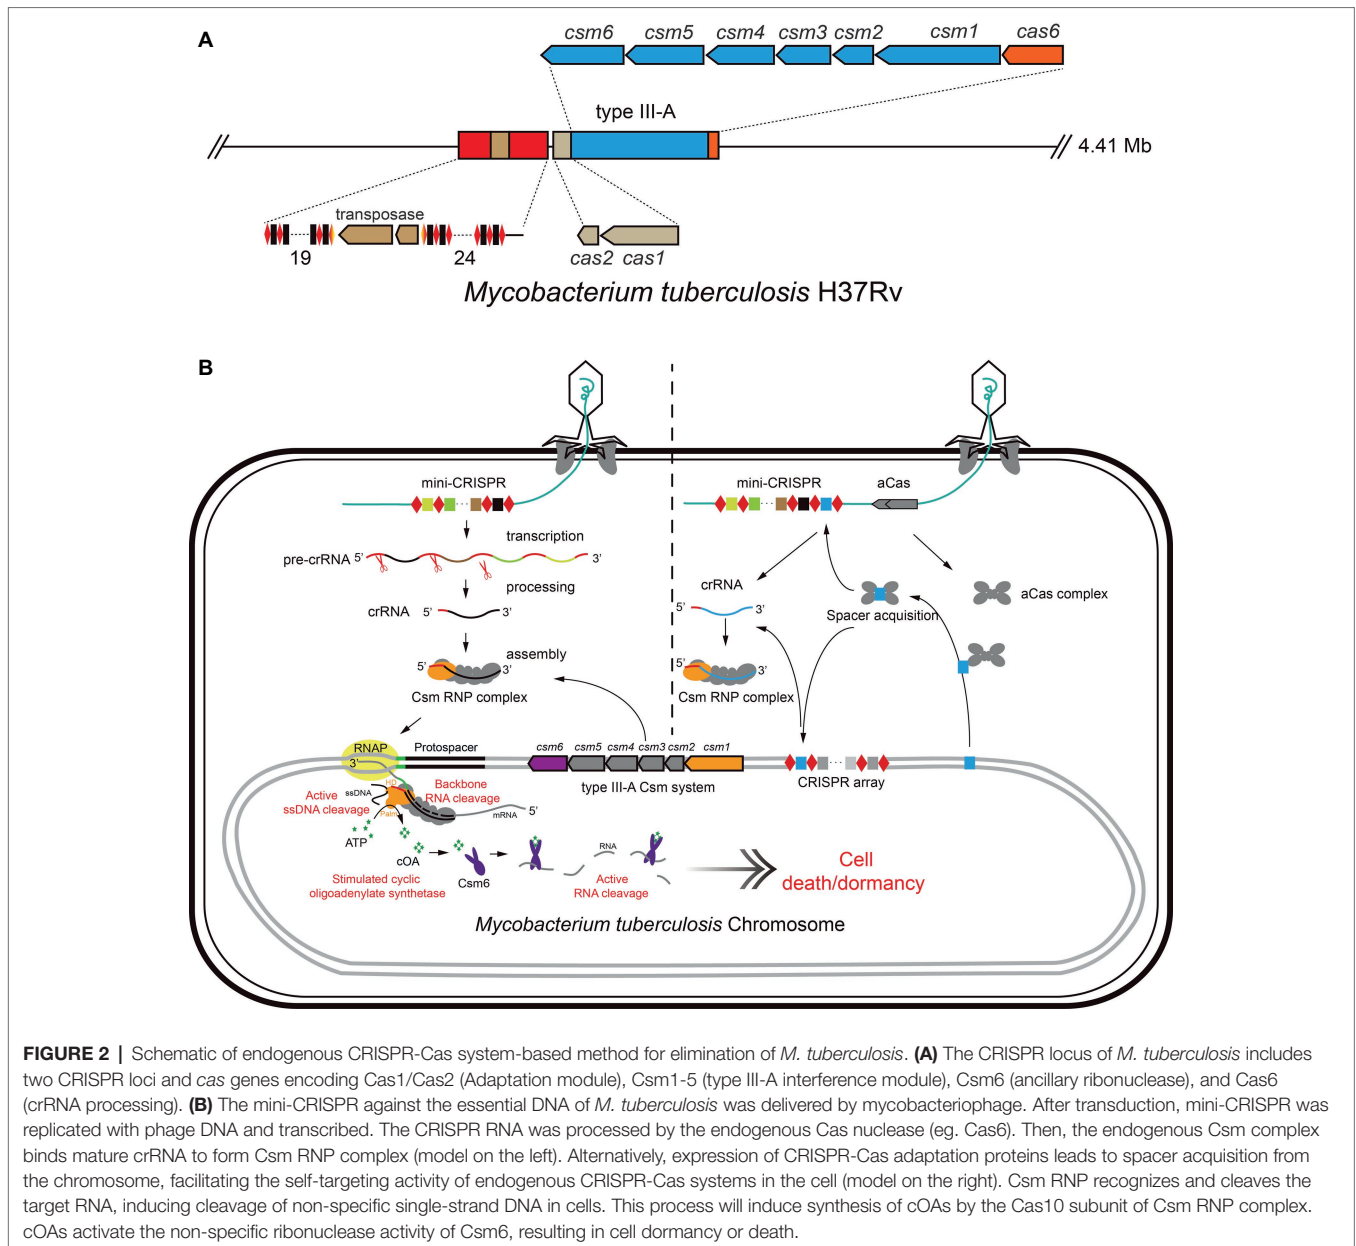 A
csm6 csm5 csm4 csm3 csm2 csm1 cas6
type III-A
4.41 Mb
transposase
19 24
cas2 cas1
Mycobacterium tuberculosis H37Rv
B
mini-CRISPR
transcription
pre-crRNA 5’ 3’
processing
crRNA 5’ 3’
assembly
5’ 3’
Csm RNP complex
mini-CRISPR aCas
crRNA
5’ 3’
Spacer acquisition
aCas complex
5’ 3’
Csm RNP complex
RNAP Protospacer
3’
csm6 csm5 csm4 csm3 csm2 csm1
type III-A Csm system
CRISPR array
HD
ssDNA
Active
ssDNA cleavage
Palm
Backbone
RNA cleavage
mRNA 5’
ATP
cOA
Csm6
Stimulated cyclic
oligoadenylate synthetase
RNA
Active
RNA cleavage
Cell
death/dormancy
Mycobacterium tuberculosis Chromosome
FIGURE 2 | Schematic of endogenous CRISPR-Cas system-based method for elimination of M. tuberculosis. (A) The CRISPR locus of M. tuberculosis includes
two CRISPR loci and cas genes encoding Cas1/Cas2 (Adaptation module), Csm1-5 (type III-A interference module), Csm6 (ancillary ribonuclease), and Cas6
(crRNA processing). (B) The mini-CRISPR against the essential DNA of M. tuberculosis was delivered by mycobacteriophage. After transduction, mini-CRISPR was
replicated with phage DNA and transcribed. The CRISPR RNA was processed by the endogenous Cas nuclease (eg. Cas6). Then, the endogenous Csm complex
binds mature crRNA to form Csm RNP complex (model on the left). Alternatively, expression of CRISPR-Cas adaptation proteins leads to spacer acquisition from
the chromosome, facilitating the self-targeting activity of endogenous CRISPR-Cas systems in the cell (model on the right). Csm RNP recognizes and cleaves the
target RNA, inducing cleavage of non-specific single-strand DNA in cells. This process will induce synthesis of cOAs by the Cas10 subunit of Csm RNP complex.
cOAs activate the non-specific ribonuclease activity of Csm6, resulting in cell dormancy or death.